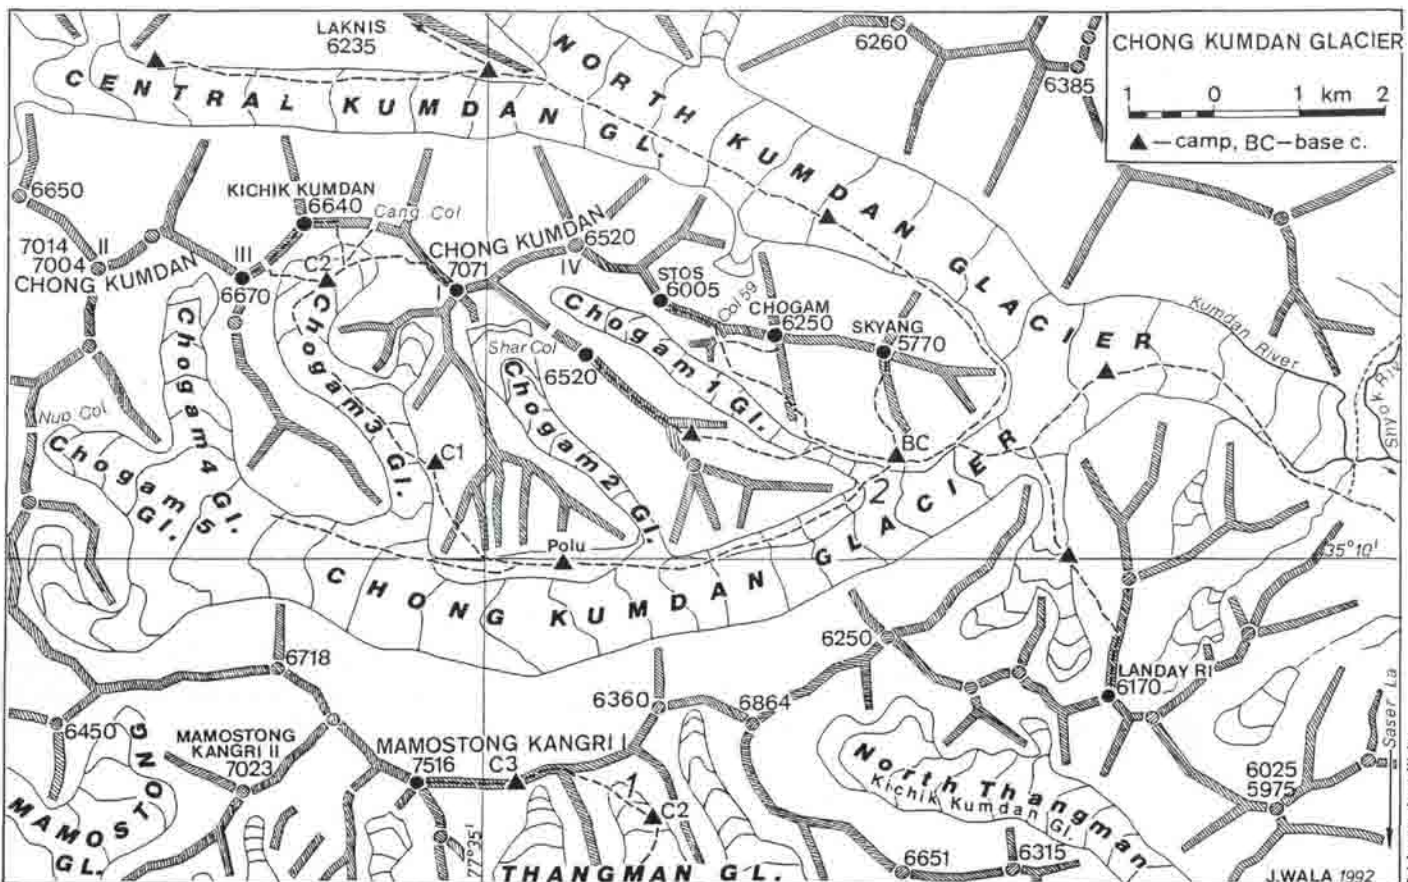 CHONG KUMDAN GLACIER
1 0 1 km 2
▲ — camp, BC — base c.
LAKNIS
6235
6260
6385
CENTRAL KUMDAN GL.
NORTH KUMDAN GLACIER
6650
KICHIK KUMDAN
6640
Cang Col
7014
7004
II
CHONG KUMDAN
III
6670
C2
I
CHONG KUMDAN
7071
6520
IV
STOS
6005
Col 59
CHOGAM
6250
SKYANG
5770
Kumdan River
Shyok Riv
Chogam 4 Gl.
Chogam 3 Gl.
Shar Col
6520
Chogam 1 Gl.
Chogam 2 Gl.
Nup Col
Chogam 5 Gl.
C1
BC
2
Polu
35°10'
CHONG KUMDAN GLACIER
6718
6250
LANDAY RI
6170
6450
MAMOSTONG
KANGRI II
7023
6360
6864
MAMOSTONG KANGRI I
7516
C3
1
C2
North Thangman
Kichik Kumdan Gl.
6025
5975
Saser La
MAMOSTONG GL.
77°35'
THANGMAN GL.
6651
6315
J.WALA 1992